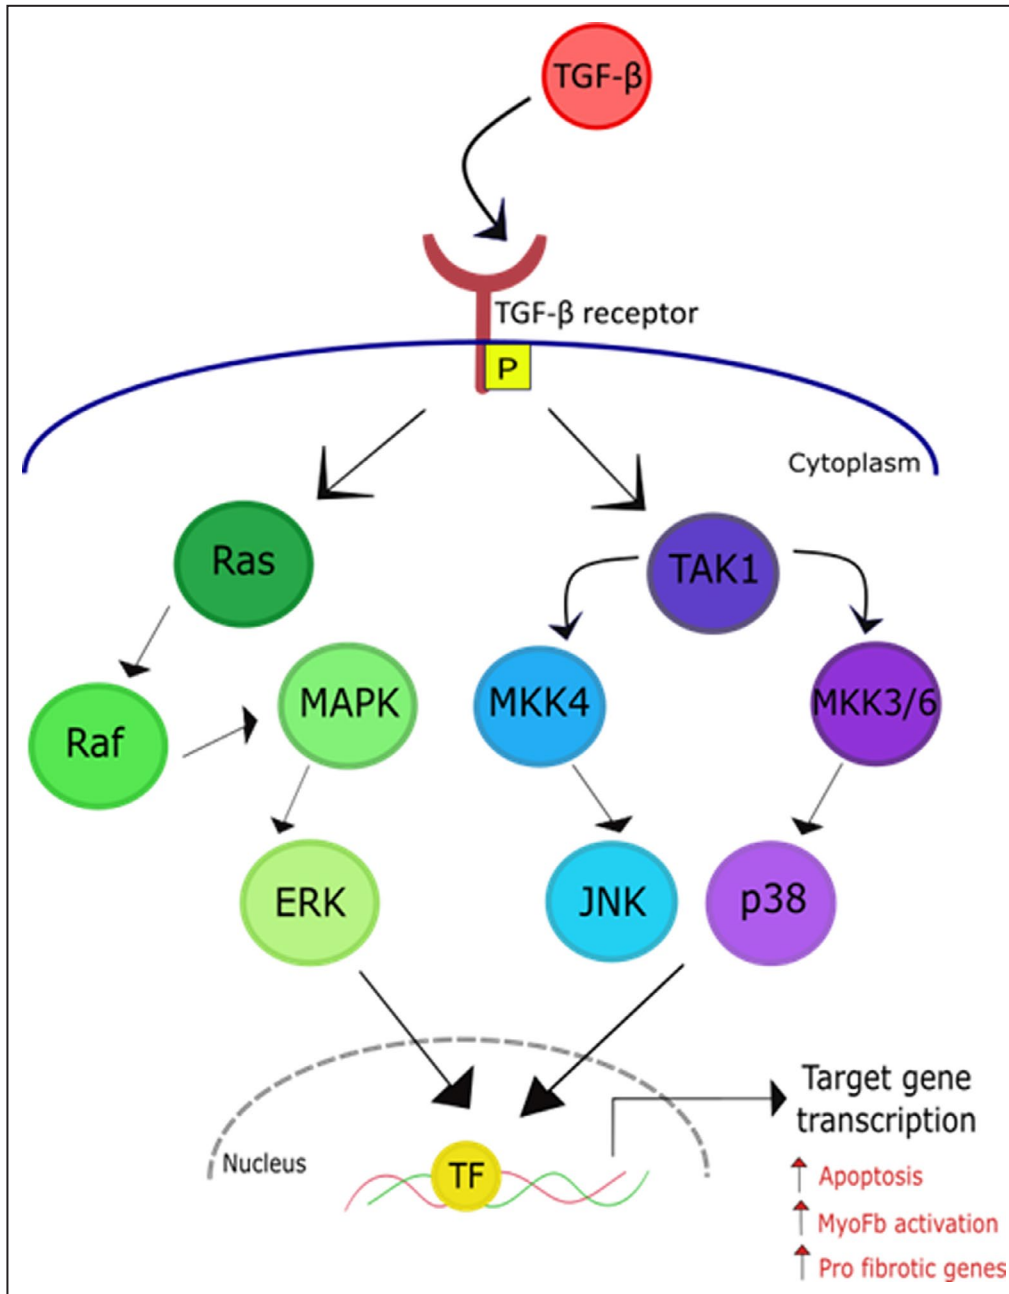 TGF-β
TGF-β receptor
P
Cytoplasm
Ras
TAK1
Raf
MAPK
MKK4
MKK3/6
ERK
JNK
p38
Nucleus
TF
Target gene
transcription
Apoptosis
MyoFb activation
Pro fibrotic genes